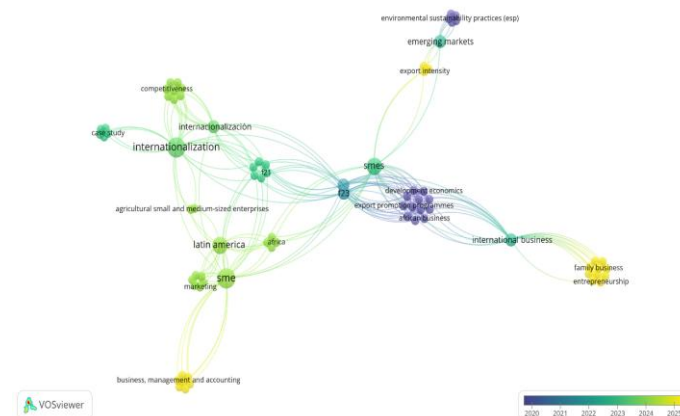 environmental sustainability practices (esp)
emerging markets
export intensity
competitiveness
case study
internacionalización
internationalization
f21
smes
f23
development economics
export promotion programmes
african business
agricultural small and medium-sized enterprises
latin america
africa
international business
sme
marketing
family business
entrepreneurship
business, management and accounting
VOSviewer
2020 2021 2022 2023 2024 2025